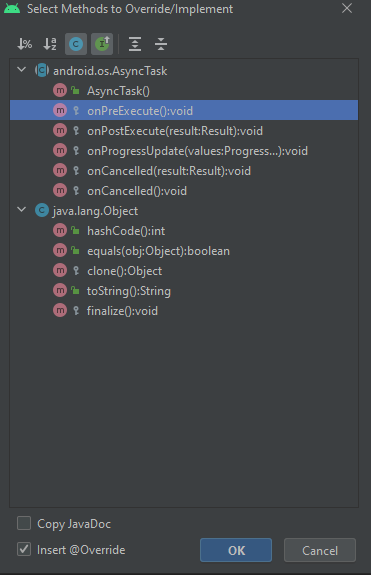 Select Methods to Override/Implement
android.os.AsyncTask
AsyncTask()
onPreExecute():void
onPostExecute(result:Result):void
onProgressUpdate(values:Progress...):void
onCancelled(result:Result):void
onCancelled():void
java.lang.Object
hashCode():int
equals(obj:Object):boolean
clone():Object
toString():String
finalize():void
Copy JavaDoc
Insert @Override
OK
Cancel